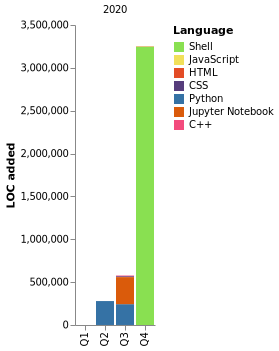 2020
LOC added
3,500,000
3,000,000
2,500,000
2,000,000
1,500,000
1,000,000
500,000
0
Q1
Q2
Q3
Q4
Language
Shell
JavaScript
HTML
CSS
Python
Jupyter Notebook
C++